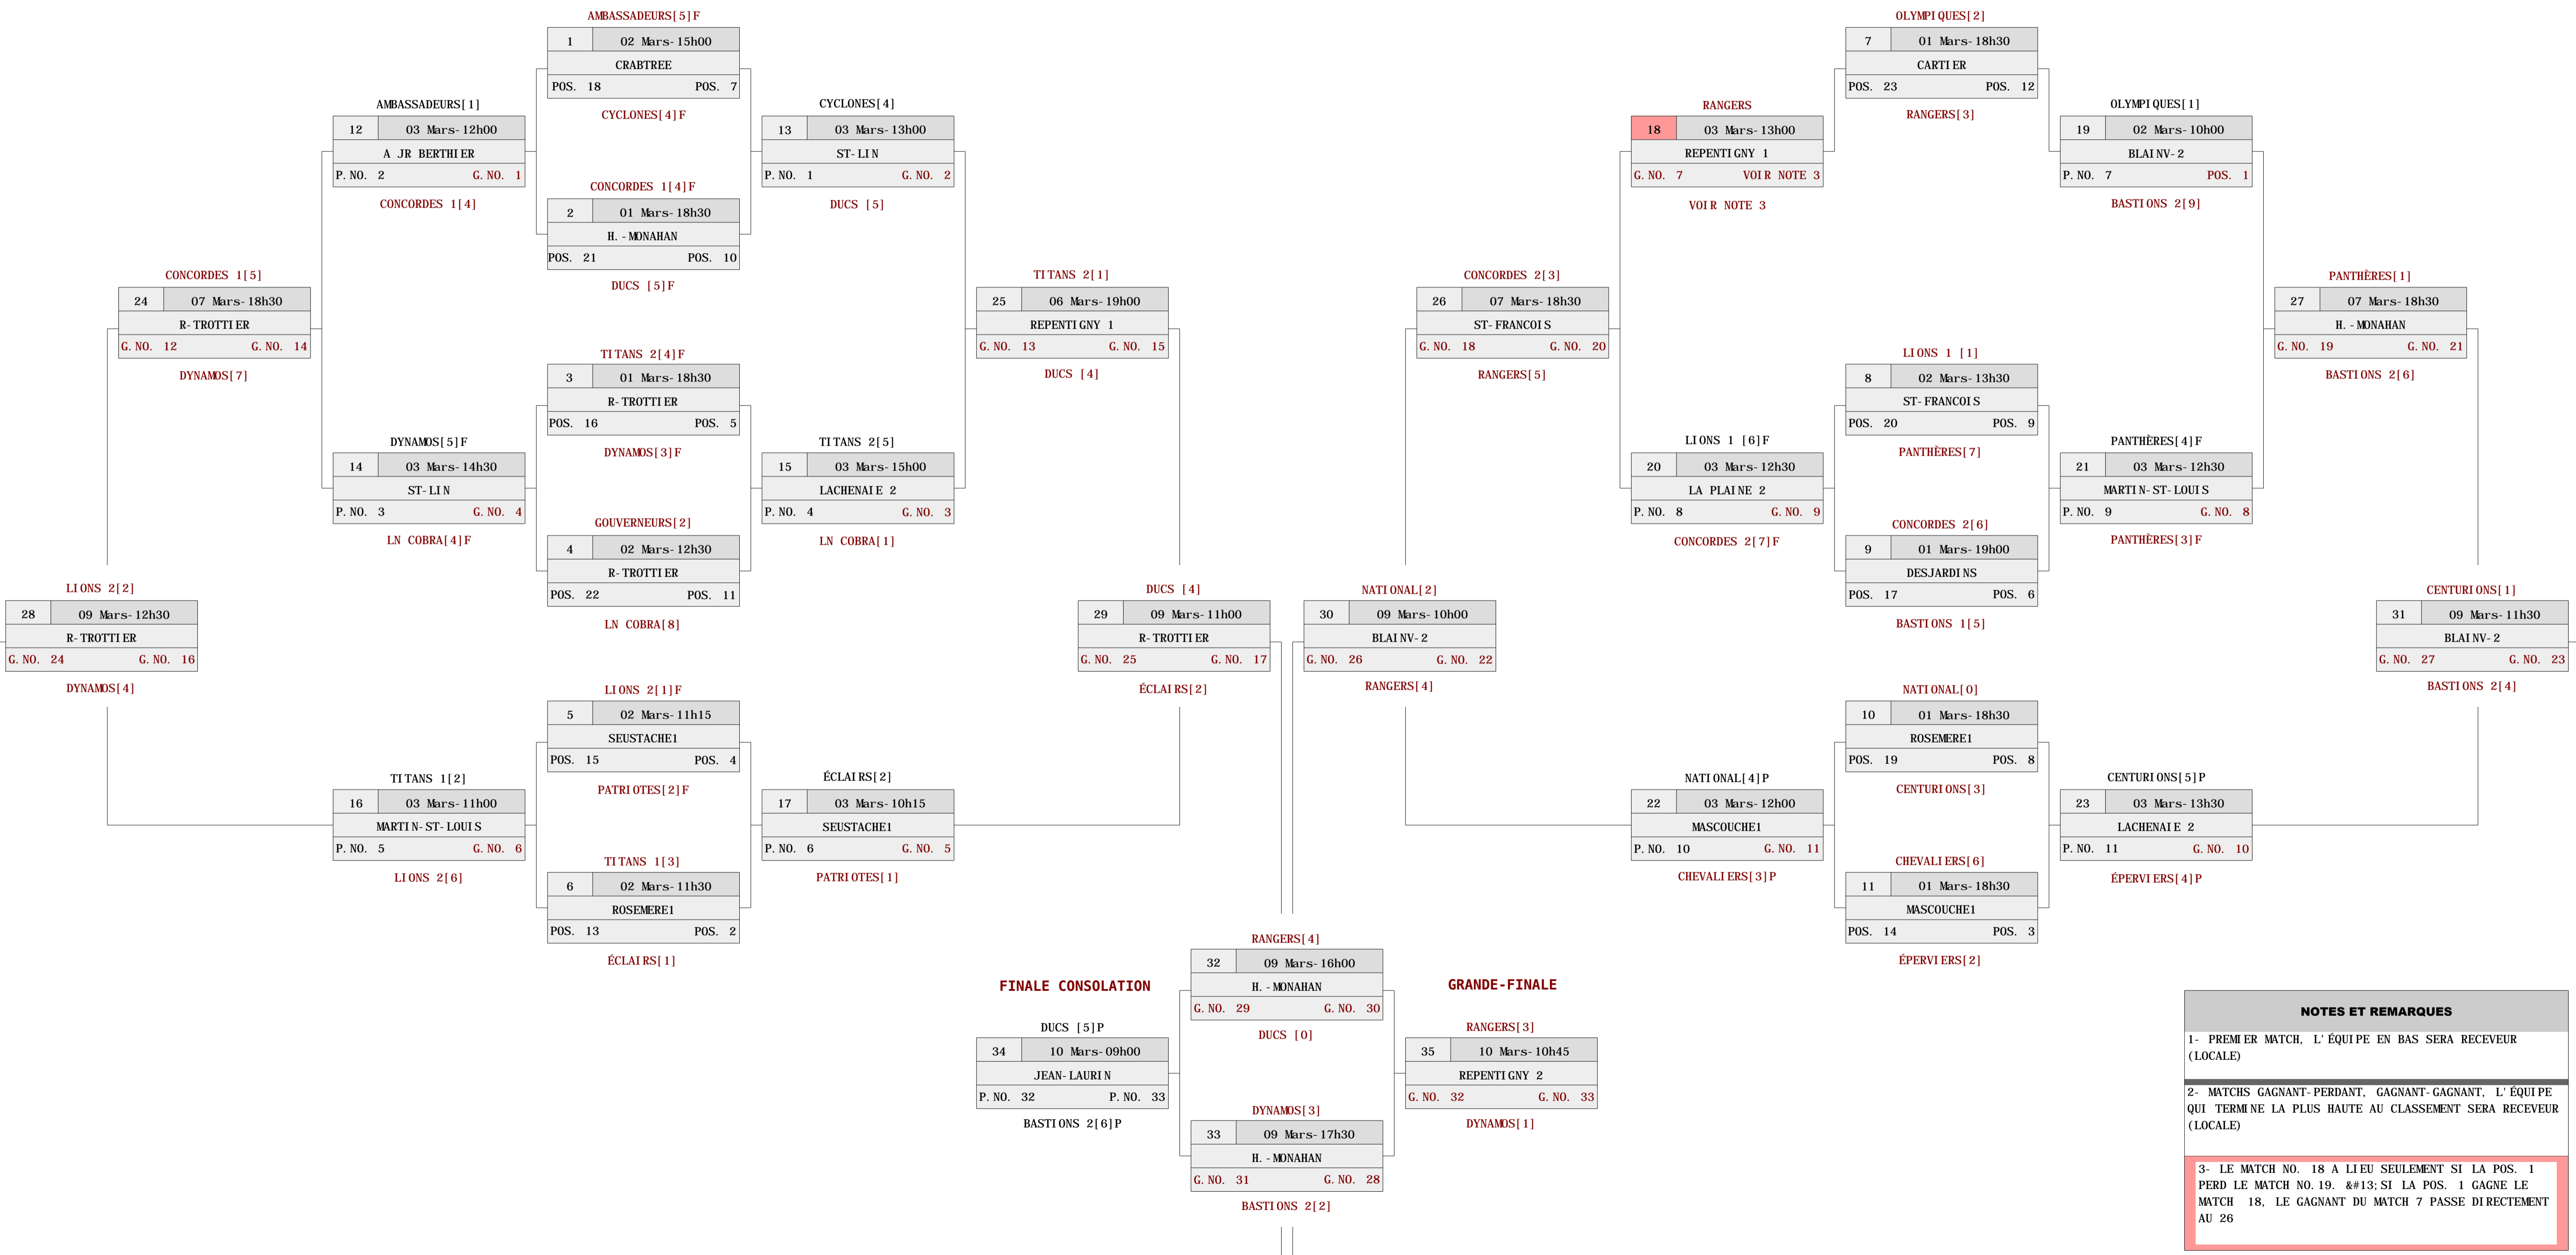 AMBASSADEURS[5]F
1 02 Mars-15h00
CRABTREE
POS. 18 POS. 7
CYCLONES[4]F
OLYMPIQUES[2]
7 01 Mars-18h30
CARTIER
POS. 23 POS. 12
RANGERS[3]
AMBASSADEURS[1]
12 03 Mars-12h00
A JR BERTHIER
P.NO. 2 G.NO. 1
CONCORDES 1[4]
CYCLONES[4]
13 03 Mars-13h00
ST-LIN
P.NO. 1 G.NO. 2
DUCS [5]
RANGERS
18 03 Mars-13h00
REPENTIGNY 1
G.NO. 7 VOIR NOTE 3
VOIR NOTE 3
OLYMPIQUES[1]
19 02 Mars-10h00
BLAINV-2
P.NO. 7 POS. 1
BASTIONS 2[9]
CONCORDES 1[4]F
2 01 Mars-18h30
H.-MONAHAN
POS. 21 POS. 10
DUCS [5]F
CONCORDES 1[5]
24 07 Mars-18h30
R-TROTTIER
G.NO. 12 G.NO. 14
DYNAMOS[7]
TITANS 2[1]
25 06 Mars-19h00
REPENTIGNY 1
G.NO. 13 G.NO. 15
DUCS [4]
CONCORDES 2[3]
26 07 Mars-18h30
ST-FRANCOIS
G.NO. 18 G.NO. 20
RANGERS[5]
PANTHÈRES[1]
27 07 Mars-18h30
H.-MONAHAN
G.NO. 19 G.NO. 21
BASTIONS 2[6]
TITANS 2[4]F
3 01 Mars-18h30
R-TROTTIER
POS. 16 POS. 5
DYNAMOS[3]F
LIONS 1 [1]
8 02 Mars-13h30
ST-FRANCOIS
POS. 20 POS. 9
PANTHÈRES[7]
DYNAMOS[5]F
14 03 Mars-14h30
ST-LIN
P.NO. 3 G.NO. 4
LN COBRA[4]F
TITANS 2[5]
15 03 Mars-15h00
LACHENAIE 2
P.NO. 4 G.NO. 3
LN COBRA[1]
LIONS 1 [6]F
20 03 Mars-12h30
LA PLAINE 2
P.NO. 8 G.NO. 9
CONCORDES 2[7]F
PANTHÈRES[4]F
21 03 Mars-12h30
MARTIN-ST-LOUIS
P.NO. 9 G.NO. 8
PANTHÈRES[3]F
GOUVERNEURS[2]
4 02 Mars-12h30
R-TROTTIER
POS. 22 POS. 11
LN COBRA[8]
CONCORDES 2[6]
9 01 Mars-19h00
DESJARDINS
POS. 17 POS. 6
BASTIONS 1[5]
LIONS 2[2]
28 09 Mars-12h30
R-TROTTIER
G.NO. 24 G.NO. 16
DYNAMOS[4]
DUCS [4]
29 09 Mars-11h00
R-TROTTIER
G.NO. 25 G.NO. 17
ÉCLAIRS[2]
NATIONAL[2]
30 09 Mars-10h00
BLAINV-2
G.NO. 26 G.NO. 22
RANGERS[4]
CENTURIONS[1]
31 09 Mars-11h30
BLAINV-2
G.NO. 27 G.NO. 23
BASTIONS 2[4]
LIONS 2[1]F
5 02 Mars-11h15
SEUSTACHE1
POS. 15 POS. 4
PATRIOTES[2]F
NATIONAL[0]
10 01 Mars-18h30
ROSEMERE1
POS. 19 POS. 8
CENTURIONS[3]
TITANS 1[2]
16 03 Mars-11h00
MARTIN-ST-LOUIS
P.NO. 5 G.NO. 6
LIONS 2[6]
ÉCLAIRS[2]
17 03 Mars-10h15
SEUSTACHE1
P.NO. 6 G.NO. 5
PATRIOTES[1]
NATIONAL[4]P
22 03 Mars-12h00
MASCOUCHE1
P.NO. 10 G.NO. 11
CHEVALIERS[3]P
CENTURIONS[5]P
23 03 Mars-13h30
LACHENAIE 2
P.NO. 11 G.NO. 10
ÉPERVIERS[4]P
TITANS 1[3]
6 02 Mars-11h30
ROSEMERE1
POS. 13 POS. 2
ÉCLAIRS[1]
CHEVALIERS[6]
11 01 Mars-18h30
MASCOUCHE1
POS. 14 POS. 3
ÉPERVIERS[2]
RANGERS[4]
32 09 Mars-16h00
H.-MONAHAN
G.NO. 29 G.NO. 30
DUCS [0]
FINALE CONSOLATION
DUCS [5]P
34 10 Mars-09h00
JEAN-LAURIN
P.NO. 32 P.NO. 33
BASTIONS 2[6]P
GRANDE-FINALE
RANGERS[3]
35 10 Mars-10h45
REPENTIGNY 2
G.NO. 32 G.NO. 33
DYNAMOS[1]
DYNAMOS[3]
33 09 Mars-17h30
H.-MONAHAN
G.NO. 31 G.NO. 28
BASTIONS 2[2]
NOTES ET REMARQUES
1- PREMIER MATCH, L'ÉQUIPE EN BAS SERA RECEVEUR
(LOCALE)
2- MATCHS GAGNANT-PERDANT, GAGNANT-GAGNANT, L'ÉQUIPE
QUI TERMINE LA PLUS HAUTE AU CLASSEMENT SERA RECEVEUR
(LOCALE)
3- LE MATCH NO. 18 A LIEU SEULEMENT SI LA POS. 1
PERD LE MATCH NO.19. &#13;SI LA POS. 1 GAGNE LE
MATCH 18, LE GAGNANT DU MATCH 7 PASSE DIRECTEMENT
AU 26